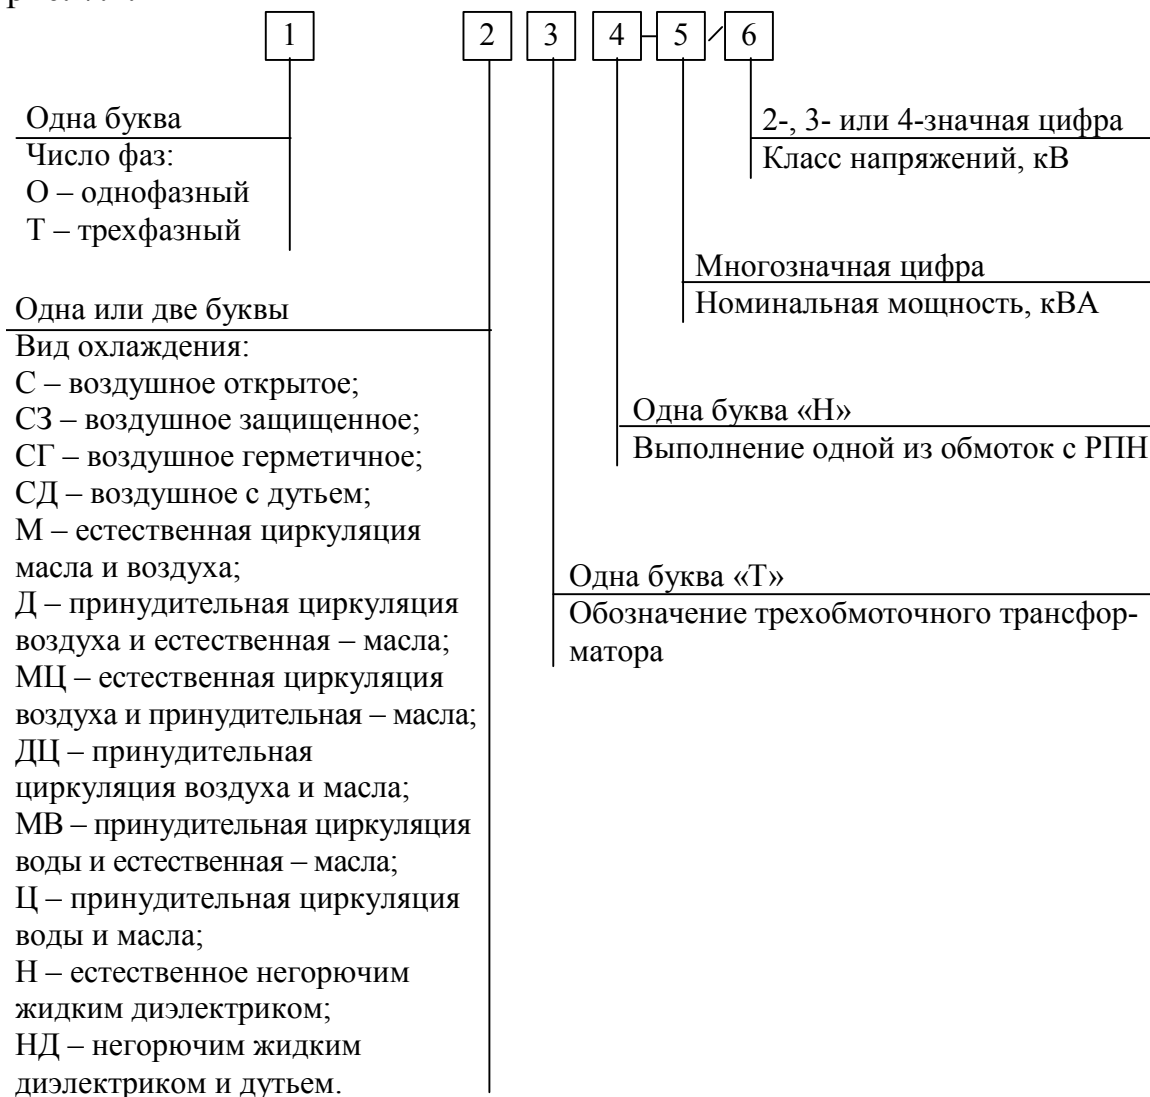 1 2 3 4 – 5 / 6
Одна буква
Число фаз:
О – однофазный
Т – трехфазный
2-, 3- или 4-значная цифра
Класс напряжений, кВ
Многозначная цифра
Номинальная мощность, кВА
Одна или две буквы
Вид охлаждения:
С – воздушное открытое;
СЗ – воздушное защищенное;
СГ – воздушное герметичное;
СД – воздушное с дутьем;
М – естественная циркуляция
масла и воздуха;
Д – принудительная циркуляция
воздуха и естественная – масла;
МЦ – естественная циркуляция
воздуха и принудительная – масла;
ДЦ – принудительная
циркуляция воздуха и масла;
МВ – принудительная циркуляция
воды и естественная – масла;
Ц – принудительная циркуляция
воды и масла;
Н – естественное негорючим
жидким диэлектриком;
НД – негорючим жидким
диэлектриком и дутьем.
Одна буква «Н»
Выполнение одной из обмоток с РПН
Одна буква «Т»
Обозначение трехобмоточного трансфор-
матора